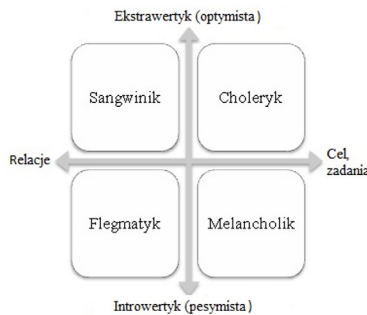 Ekstrawertyk (optymista)
Sangwinik
Choleryk
Relacje
Cel,
zadania
Flegmatyk
Melancholik
Introwertyk (pesymista)